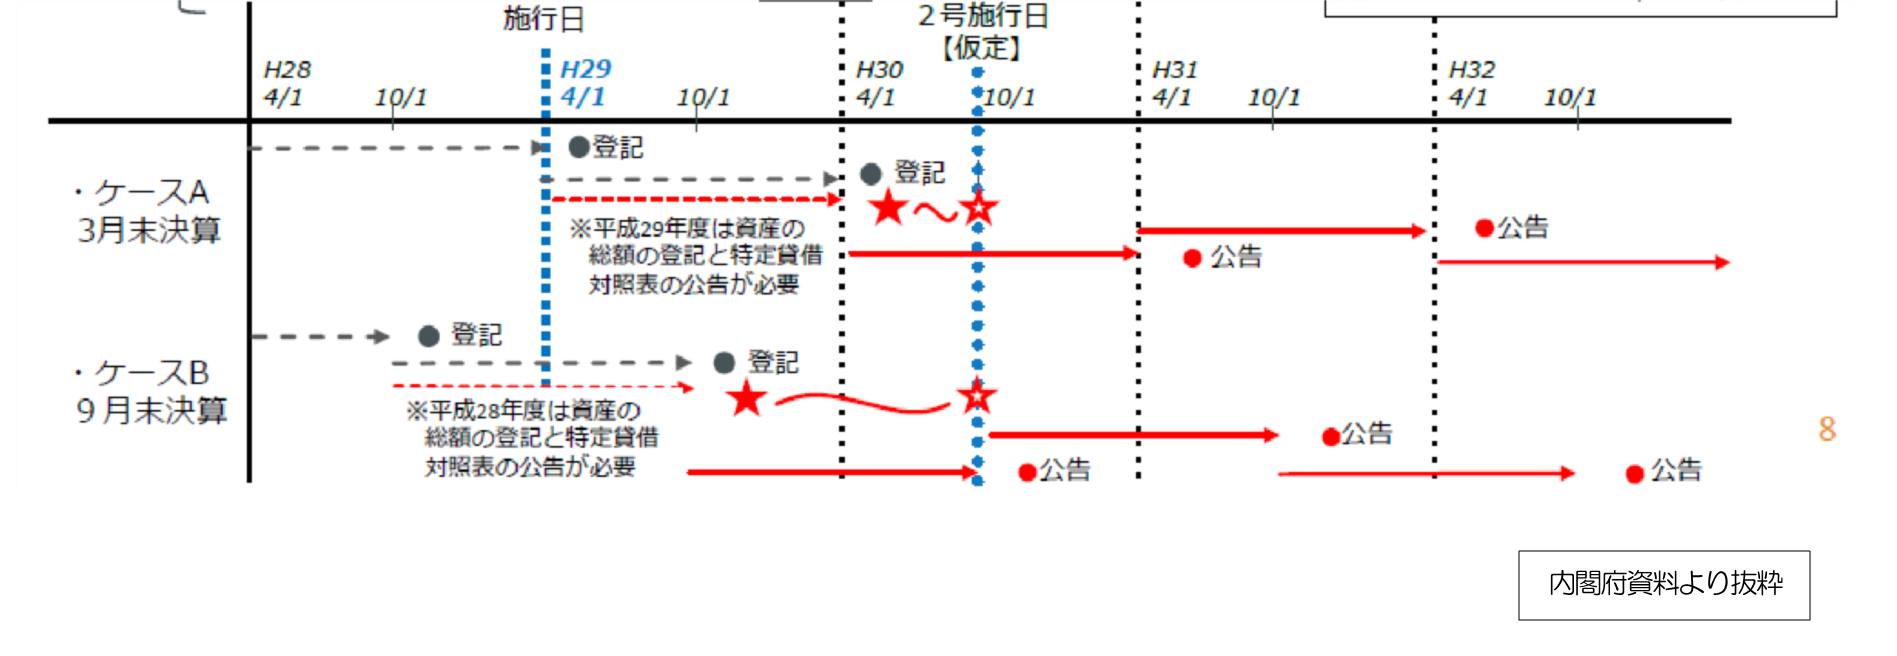 施行日
２号施行日
【仮定】
H28
4/1
10/1
H29
4/1
10/1
H30
4/1
10/1
H31
4/1
10/1
H32
4/1
10/1
・ケースA
3月末決算
登記
登記
※平成29年度は資産の
総額の登記と特定貸借
対照表の公告が必要
公告
公告
・ケースB
９月末決算
登記
登記
※平成28年度は資産の
総額の登記と特定貸借
対照表の公告が必要
公告
公告
公告
8
内閣府資料より抜粋